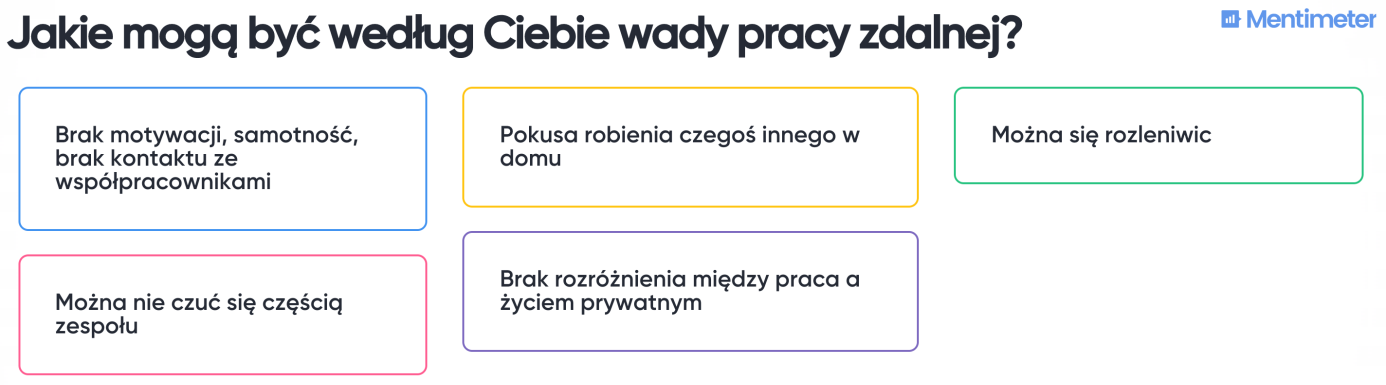 Jakie mogą być według Ciebie wady pracy zdalnej?
Mentimeter
Brak motywacji, samotność,
brak kontaktu ze
współpracownikami
Pokusa robienia czegoś innego w
domu
Można się rozleniwic
Można nie czuć się częścią
zespołu
Brak rozróżnienia między praca a
życiem prywatnym